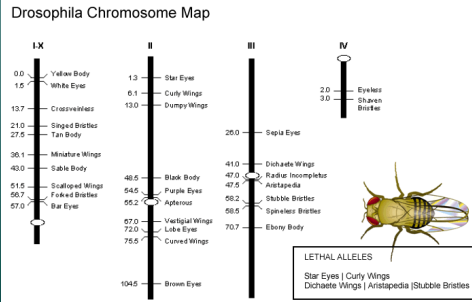 Drosophila Chromosome Map
I-X
0.0 Yellow Body
1.5 White Eyes
13.7 Crossveinless
21.0 Singed Bristles
27.5 Tan Body
36.1 Miniature Wings
43.0 Sable Body
51.5 Scalloped Wings
56.7 Forked Bristles
57.0 Bar Eyes
II
1.3 Star Eyes
6.1 Curly Wings
13.0 Dumpy Wings
48.5 Black Body
54.5 Purple Eyes
55.2 Apterous
67.0 Vestigial Wings
72.0 Lobe Eyes
75.5 Curved Wings
104.5 Brown Eyes
III
26.0 Sepia Eyes
41.0 Dichaete Wings
47.0 Radius Incompletus
47.5 Aristapedia
58.2 Stubble Bristles
58.5 Spineless Bristles
70.7 Ebony Body
IV
2.0 Eyeless
3.0 Shaven
Bristles
LETHAL ALLELES
Star Eyes | Curly Wings
Dichaete Wings | Aristapedia |Stubble Bristles